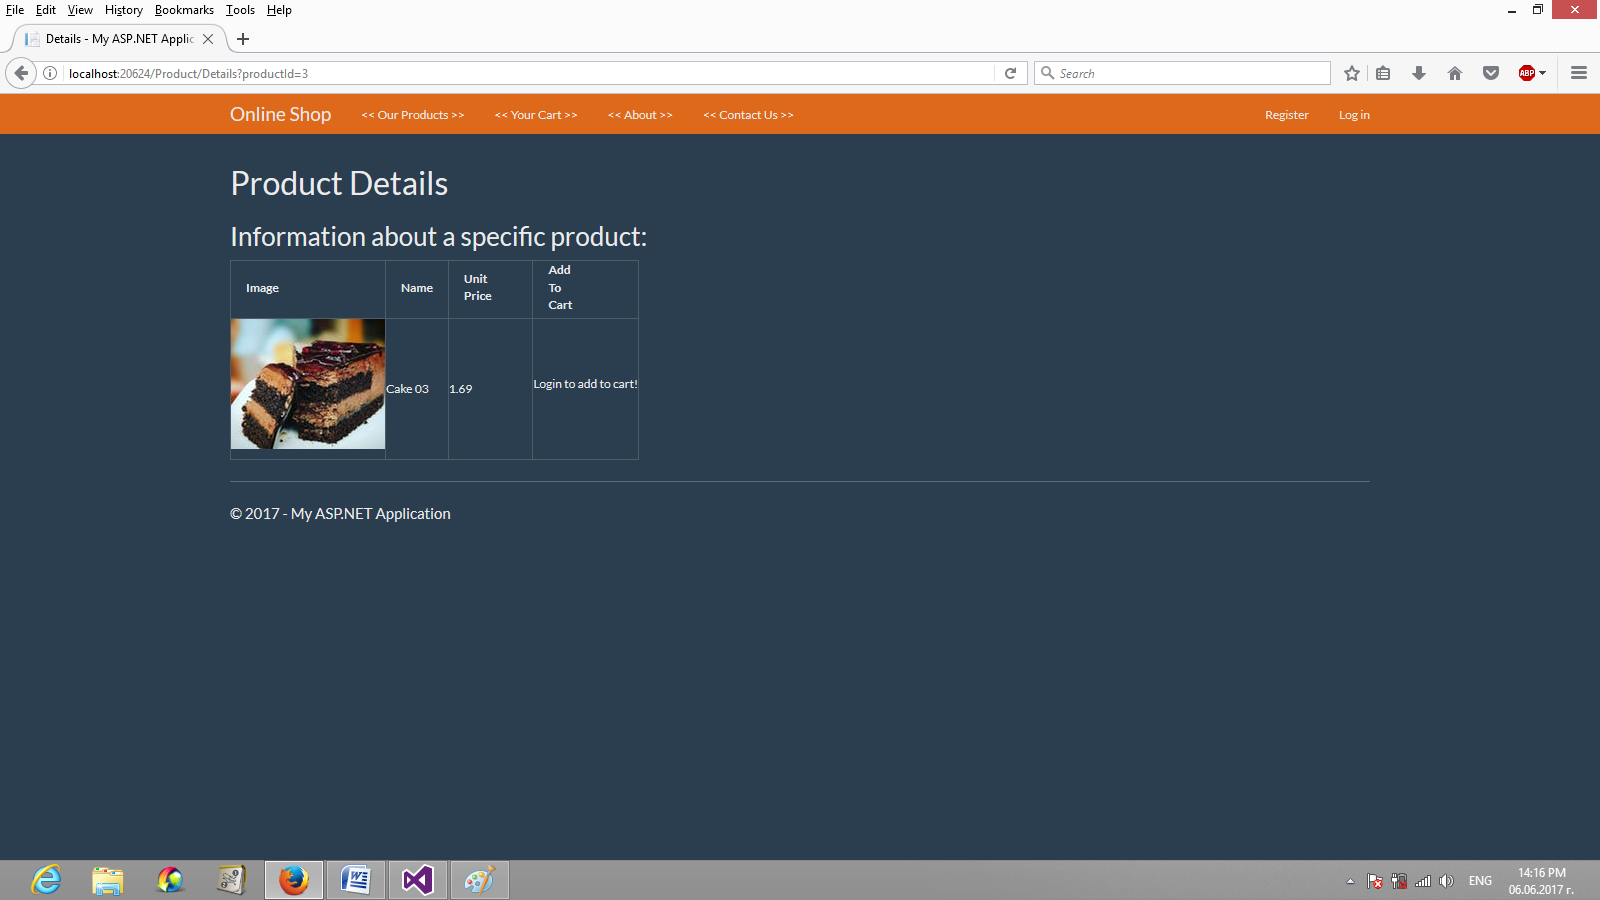 File Edit View History Bookmarks Tools Help
Details - My ASP.NET Applic
localhost:20624/Product/Details?productId=3
Search
ABP
Online Shop << Our Products >> << Your Cart >> << About >> << Contact Us >> Register Log in
Product Details
Information about a specific product:
Image Name Unit Price Add To Cart
Cake 03 1.69 Login to add to cart!
© 2017 - My ASP.NET Application
ENG
14:16 PM
06.06.2017 г.